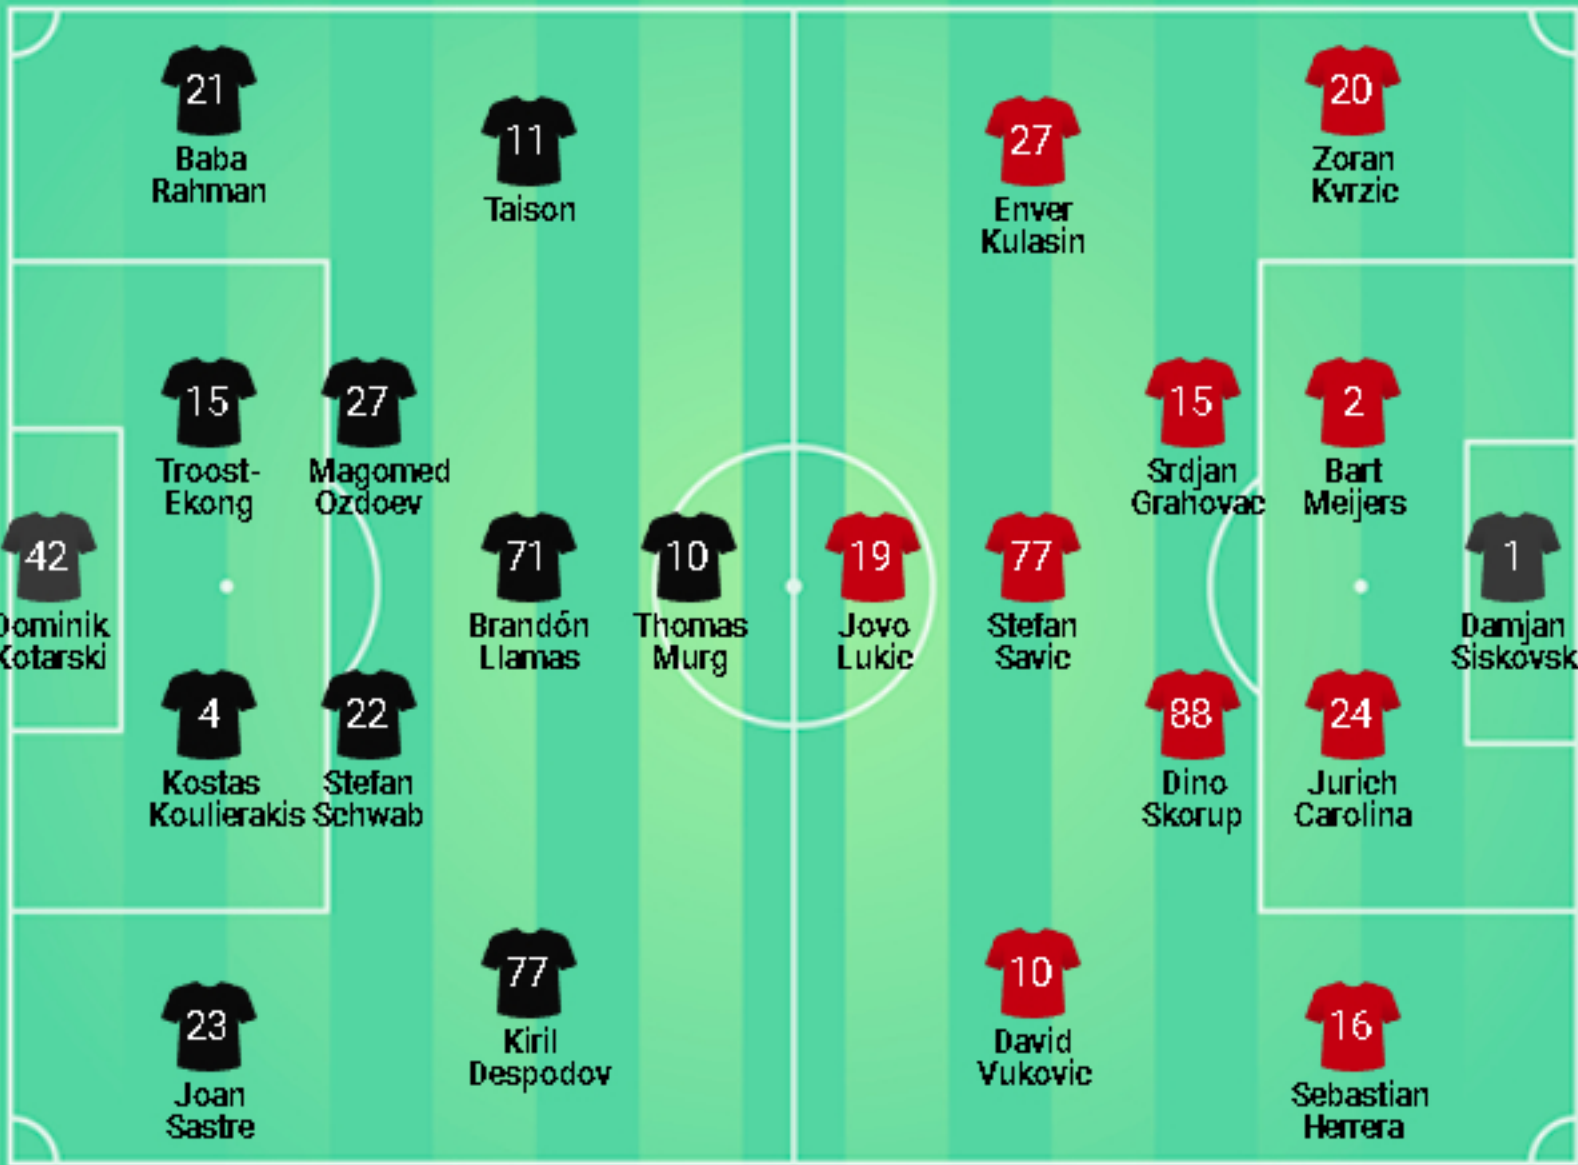 21
Baba
Rahman
11
Taison
27
Enver
Kulasin
20
Zoran
Kvrzic
15
Troost-
Ekong
27
Magomed
Ozdoev
15
Srdjan
Grahovac
2
Bart
Meijers
42
Dominik
Kotarski
71
Brandón
Llamas
10
Thomas
Murg
19
Jovo
Lukic
77
Stefan
Savic
1
Damjan
Siskovsk
4
Kostas
Koulierakis
22
Stefan
Schwab
88
Dino
Skorup
24
Jurich
Carolina
23
Joan
Sastre
77
Kiril
Despodov
10
David
Vukovic
16
Sebastian
Herrera